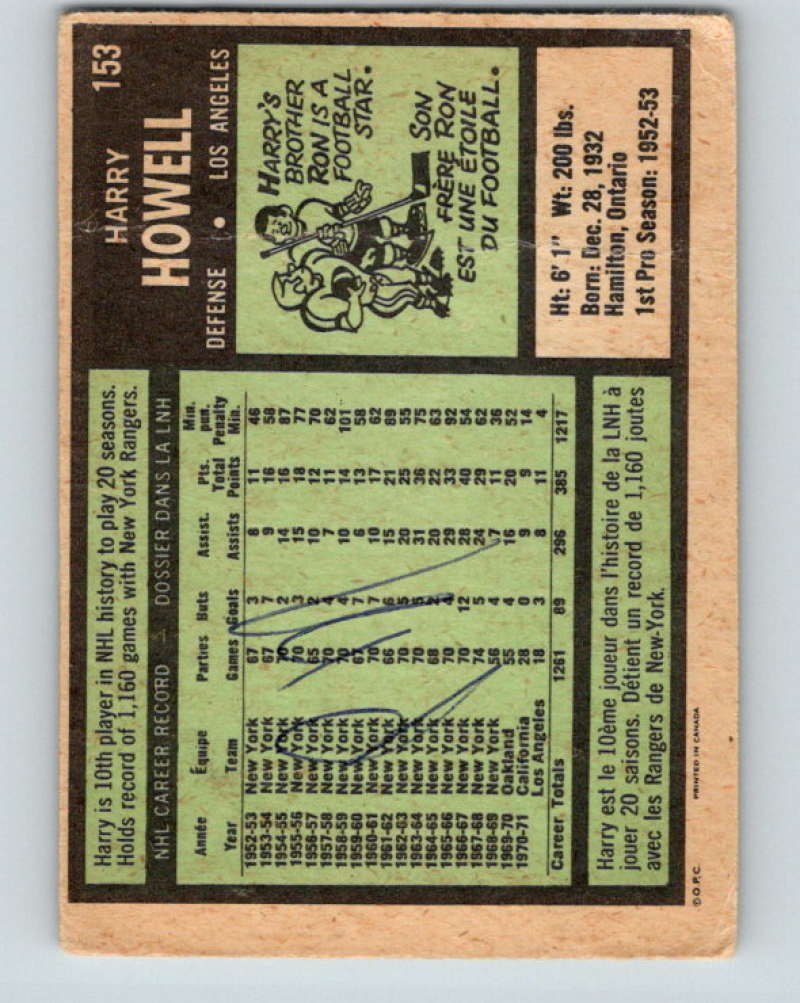 HARRY 153
HOWELL
DEFENSE • LOS ANGELES
Harry is 10th player in NHL history to play 20 seasons.
Holds record of 1,160 games with New York Rangers.
NHL CAREER RECORD — DOSSIER DANS LA LNH
Année Équipe Parties Buts Assist. Pts. Min. pun.
Year Team Games Goals Assists Total Points Penalty Min.
1952-53 New York 67 3 8 11 46
1953-54 New York 67 7 9 16 58
1954-55 New York 70 2 14 16 87
1955-56 New York 70 3 15 18 77
1956-57 New York 65 2 10 12 70
1957-58 New York 70 4 7 11 62
1958-59 New York 70 4 10 14 101
1959-60 New York 67 7 6 13 58
1960-61 New York 70 7 10 17 62
1961-62 New York 66 6 15 21 89
1962-63 New York 70 5 20 25 55
1963-64 New York 70 5 31 36 75
1964-65 New York 68 2 20 22 63
1965-66 New York 70 4 29 33 92
1966-67 New York 70 12 28 40 54
1967-68 New York 74 5 24 29 62
1968-69 New York 56 4 7 11 36
1969-70 Oakland 55 4 16 20 52
1970-71 California 28 0 9 9 14
Los Angeles 18 3 8 11 4
Career Totals 1261 89 296 385 1217
Harry est le 10ème joueur dans l'histoire de la LNH à
jouer 20 saisons. Détient un record de 1,160 joutes
avec les Rangers de New-York.
HARRY'S
BROTHER
RON IS A
FOOTBALL
STAR.
SON
FRÈRE RON
EST UNE ÉTOILE
DU FOOTBALL.
Ht: 6' 1" Wt: 200 lbs.
Born: Dec. 28, 1932
Hamilton, Ontario
1st Pro Season: 1952-53
© O.P.C. PRINTED IN CANADA